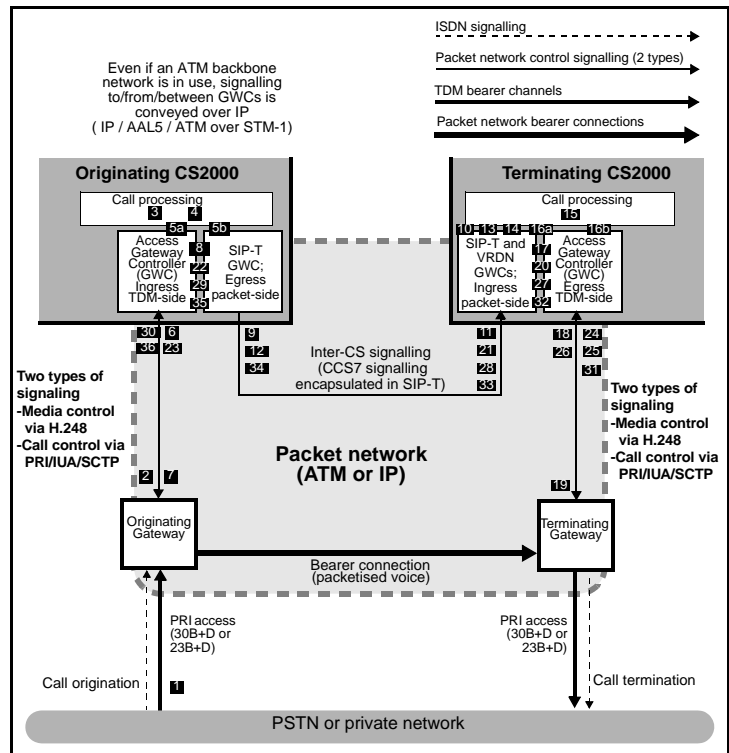 ISDN signalling
Packet network control signalling (2 types)
TDM bearer channels
Packet network bearer connections
Even if an ATM backbone
network is in use, signalling
to/from/between GWCs is
conveyed over IP
( IP / AAL5 / ATM over STM-1)
Originating CS2000
Call processing
3 4
5a 5b
Access
Gateway
Controller
(GWC)
Ingress
TDM-side
8
22
29
35
SIP-T
GWC;
Egress
packet-side
Terminating CS2000
Call processing
15
10 13 14 16a 16b
SIP-T and
VRDN
GWCs;
Ingress
packet-side
17
20
27
32
Access
Gateway
Controller
(GWC)
Egress
TDM-side
30 6
36 23
9
12
34
Inter-CS signalling
(CCS7 signalling
encapsulated in SIP-T)
11
21
28
33
18 24
26 25
31
Two types of
signaling
-Media control
via H.248
-Call control via
PRI/IUA/SCTP
Two types of
signaling
-Media control
via H.248
-Call control via
PRI/IUA/SCTP
Packet network
(ATM or IP)
2 7
19
Originating
Gateway
Terminating
Gateway
Bearer connection
(packetised voice)
PRI access
(30B+D or
23B+D)
PRI access
(30B+D or
23B+D)
Call origination
1
Call termination
PSTN or private network